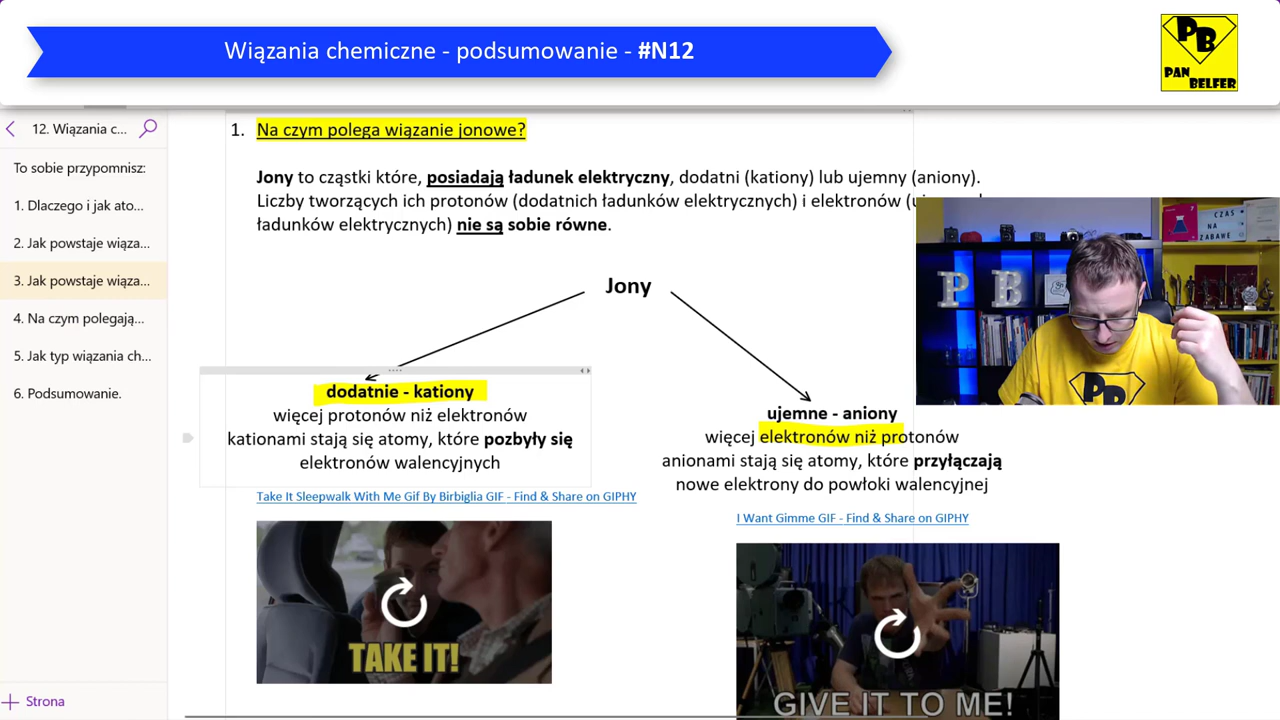 Wiązania chemiczne - podsumowanie - #N12
PB
PAN
BELFER
12. Wiązania c...
To sobie przypomnisz:
1. Dlaczego i jak ato...
2. Jak powstaje wiąza...
3. Jak powstaje wiąza...
4. Na czym polegają...
5. Jak typ wiązania ch...
6. Podsumowanie.
Strona
1. Na czym polega wiązanie jonowe?
Jony to cząstki które, posiadają ładunek elektryczny, dodatni (kationy) lub ujemny (aniony).
Liczby tworzących ich protonów (dodatnich ładunków elektrycznych) i elektronów
ładunków elektrycznych) nie są sobie równe.
Jony
dodatnie - kationy
więcej protonów niż elektronów
kationami stają się atomy, które pozbyły się
elektronów walencyjnych
Take It Sleepwalk With Me Gif By Birbiglia GIF - Find & Share on GIPHY
TAKE IT!
ujemne - aniony
więcej elektronów niż protonów
anionami stają się atomy, które przyłączają
nowe elektrony do powłoki walencyjnej
I Want Gimme GIF - Find & Share on GIPHY
GIVE IT TO ME!
CZAS
NA
ZABAWĘ
P B